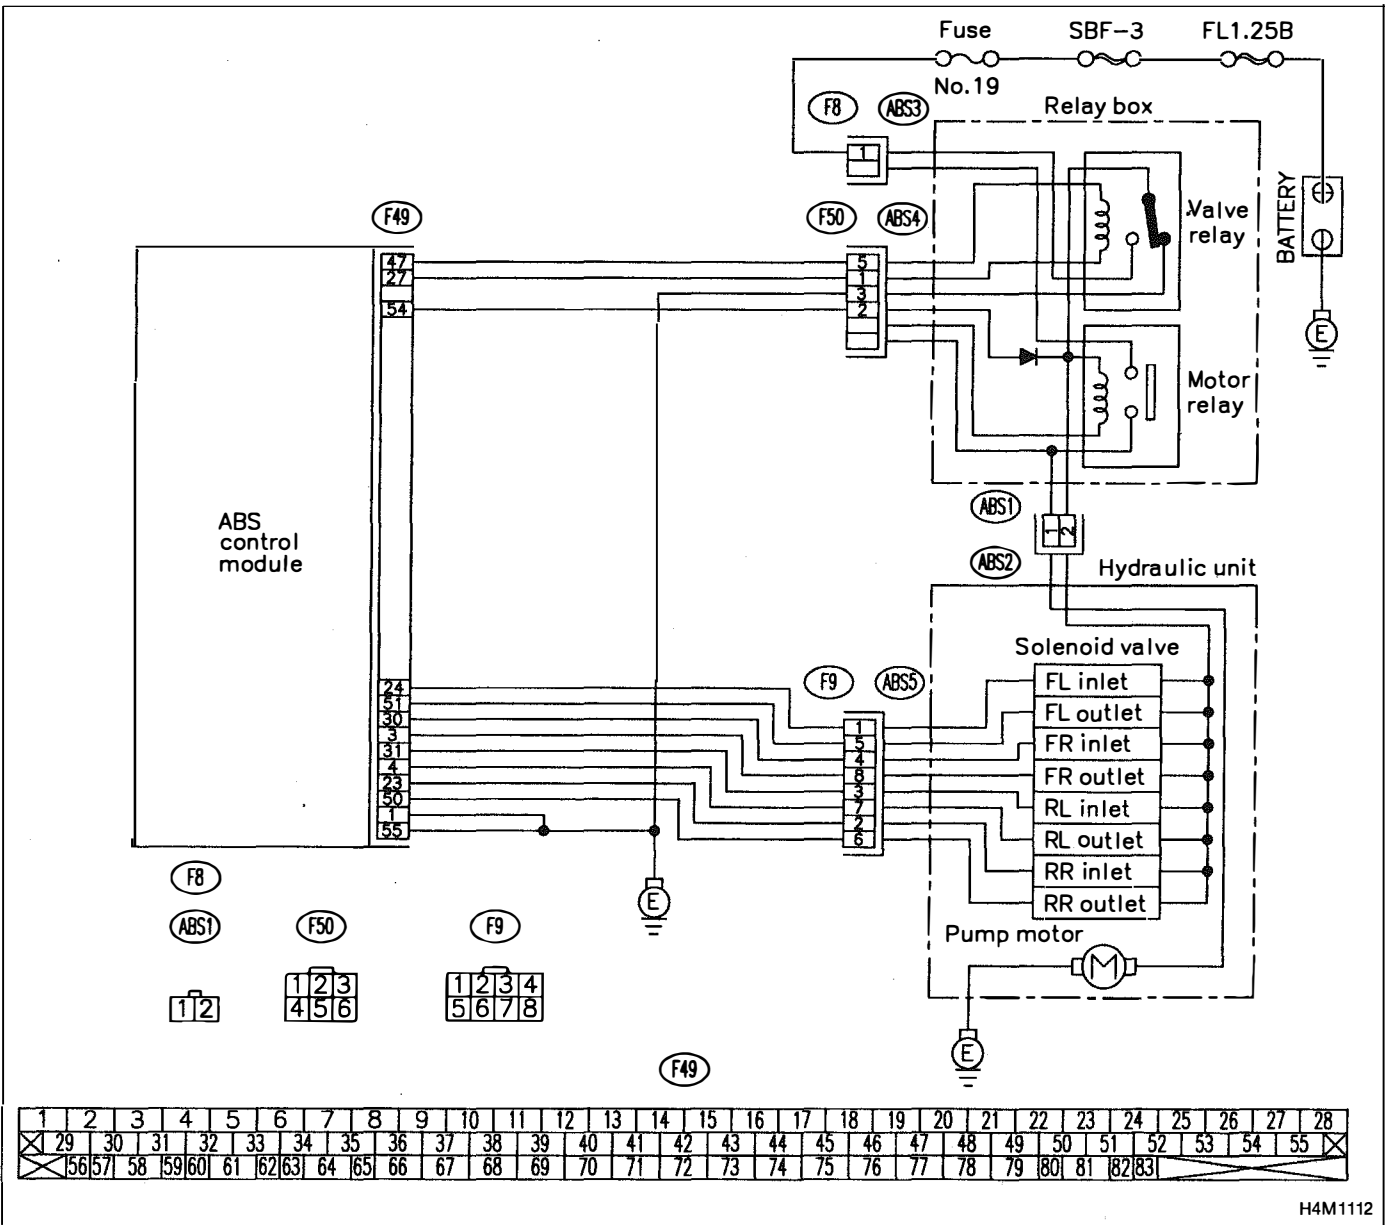 Fuse SBF-3 FL1.25B
No.19
F8 ABS3 Relay box
1
BATTERY
F49 F50 ABS4 Valve relay
47 5
27 1
3
54 2
E
Motor relay
ABS control module
ABS1
1 2
ABS2 Hydraulic unit
Solenoid valve
F9 ABS5
24 1 FL inlet
51 5 FL outlet
30 4 FR inlet
3 8 FR outlet
31 3 RL inlet
4 7 RL outlet
23 2 RR inlet
50 6 RR outlet
1
55
F8
E
ABS1 F50 F9
Pump motor
M
1 2 3 1 2 3 4
1 2 4 5 6 5 6 7 8
E
F49
1 2 3 4 5 6 7 8 9 10 11 12 13 14 15 16 17 18 19 20 21 22 23 24 25 26 27 28
29 30 31 32 33 34 35 36 37 38 39 40 41 42 43 44 45 46 47 48 49 50 51 52 53 54 55
56 57 58 59 60 61 62 63 64 65 66 67 68 69 70 71 72 73 74 75 76 77 78 79 80 81 82 83
H4M1112